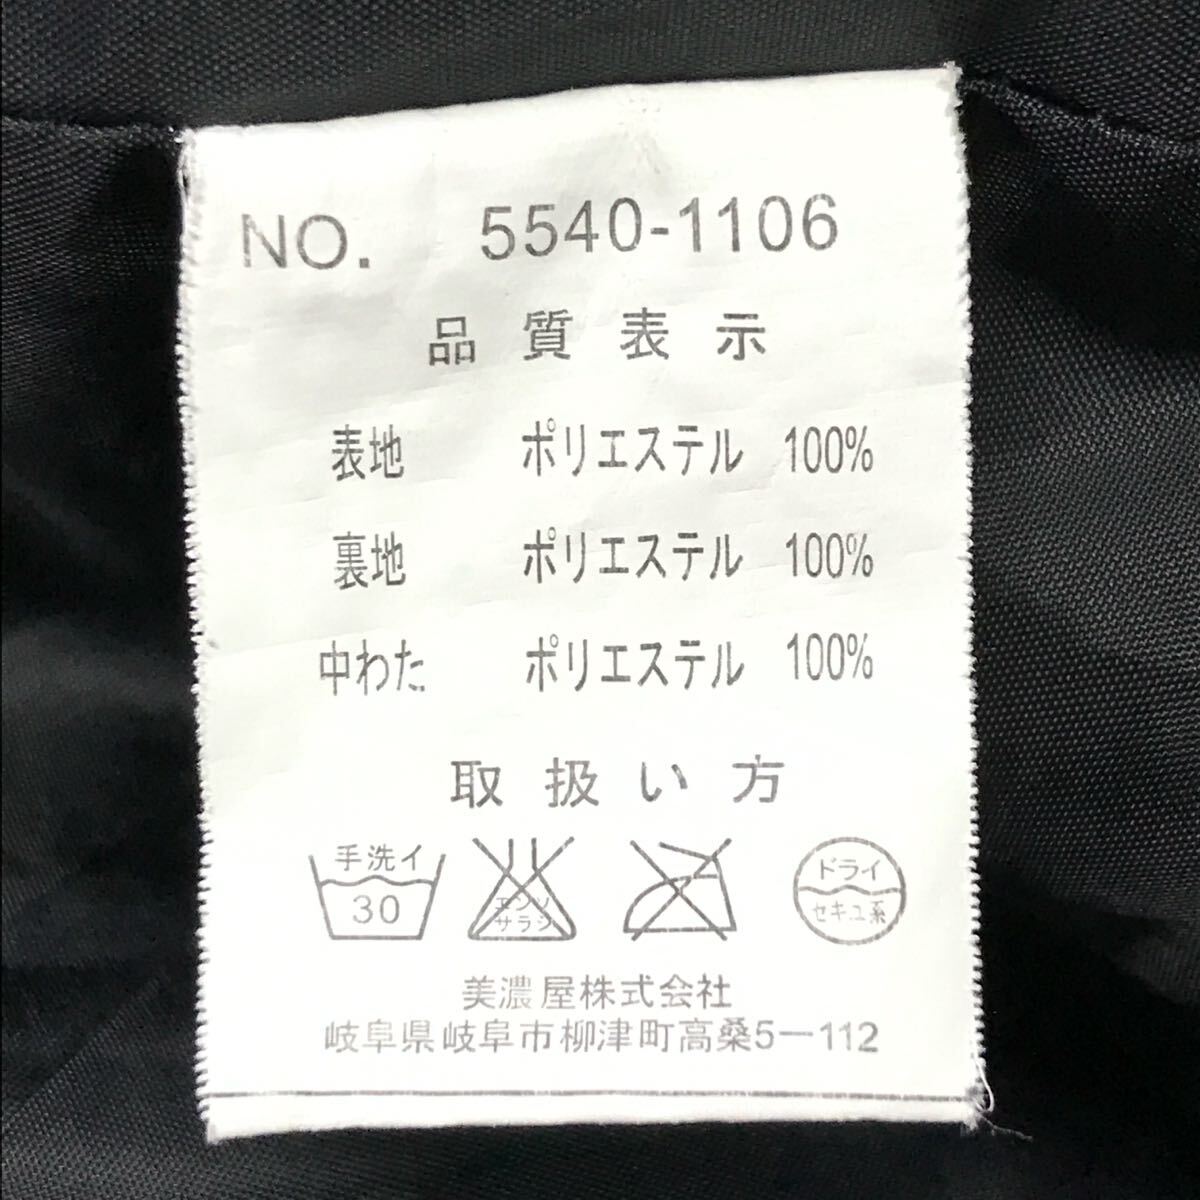 NO. 5540-1106
品質表示
表地 ポリエステル 100%
裏地 ポリエステル 100%
中わた ポリエステル 100%
取扱い方
手洗イ
30
エンソ
サラシ
ドライ
セキユ系
美濃屋株式会社
岐阜県岐阜市柳津町高桑5ー112